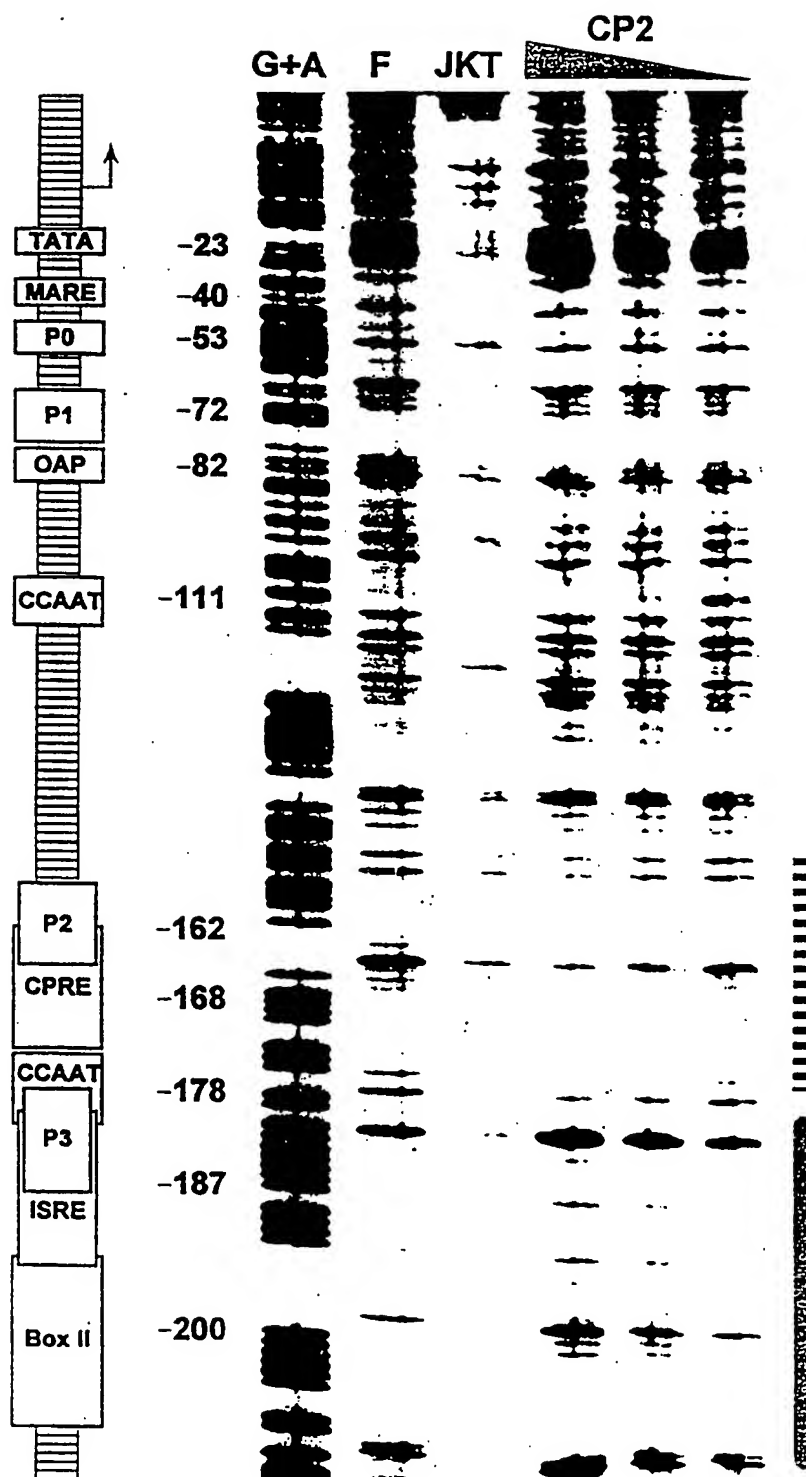 CP2
G+A F JKT
TATA -23
MARE -40
P0 -53
P1 -72
OAP -82
CCAAT -111
P2 -162
CPRE -168
CCAAT -178
P3
-187
ISRE
Box II -200